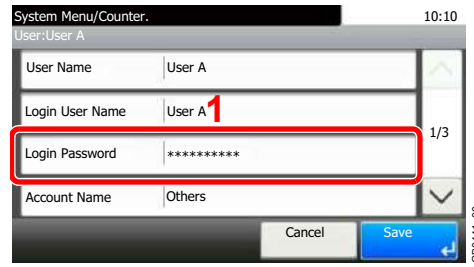 System Menu/Counter.
10:10
User:User A
User Name
User A
Login User Name
User A
1
1/3
Login Password
**********
Account Name
Others
Cancel
Save